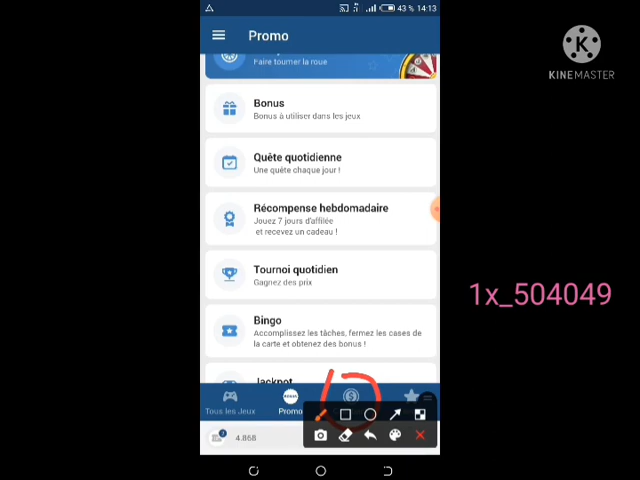 43 % 14:13
Promo
Faire tourner la roue
Bonus
Bonus à utiliser dans les jeux
Quête quotidienne
Une quête chaque jour !
Récompense hebdomadaire
Jouez 7 jours d'affilée
et recevez un cadeau !
Tournoi quotidien
Gagnez des prix
Bingo
Accomplissez les tâches, fermez les cases de
la carte et obtenez des bonus !
Jackpot
Tous les Jeux
Promo
4.868
K
KINEMASTER
1x_504049